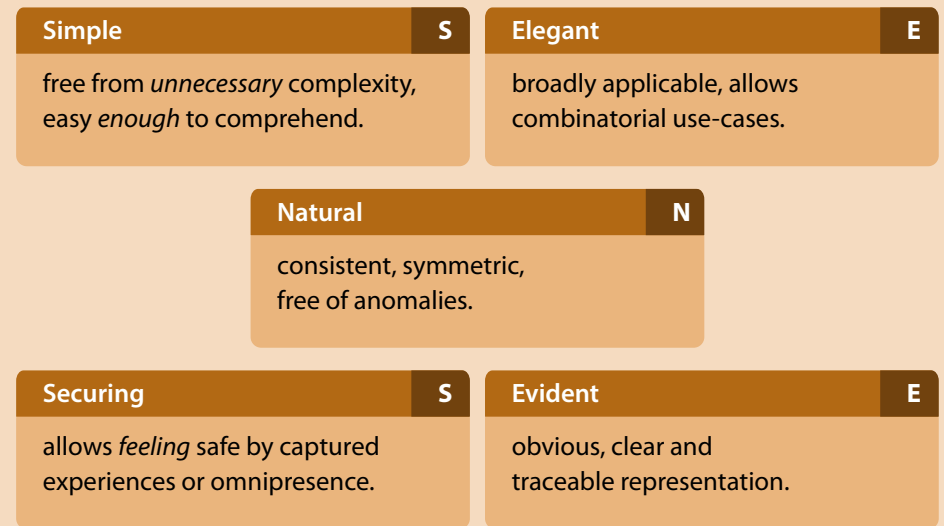 Simple S
free from unnecessary complexity,
easy enough to comprehend.
Elegant E
broadly applicable, allows
combinatorial use-cases.
Natural N
consistent, symmetric,
free of anomalies.
Securing S
allows feeling safe by captured
experiences or omnipresence.
Evident E
obvious, clear and
traceable representation.